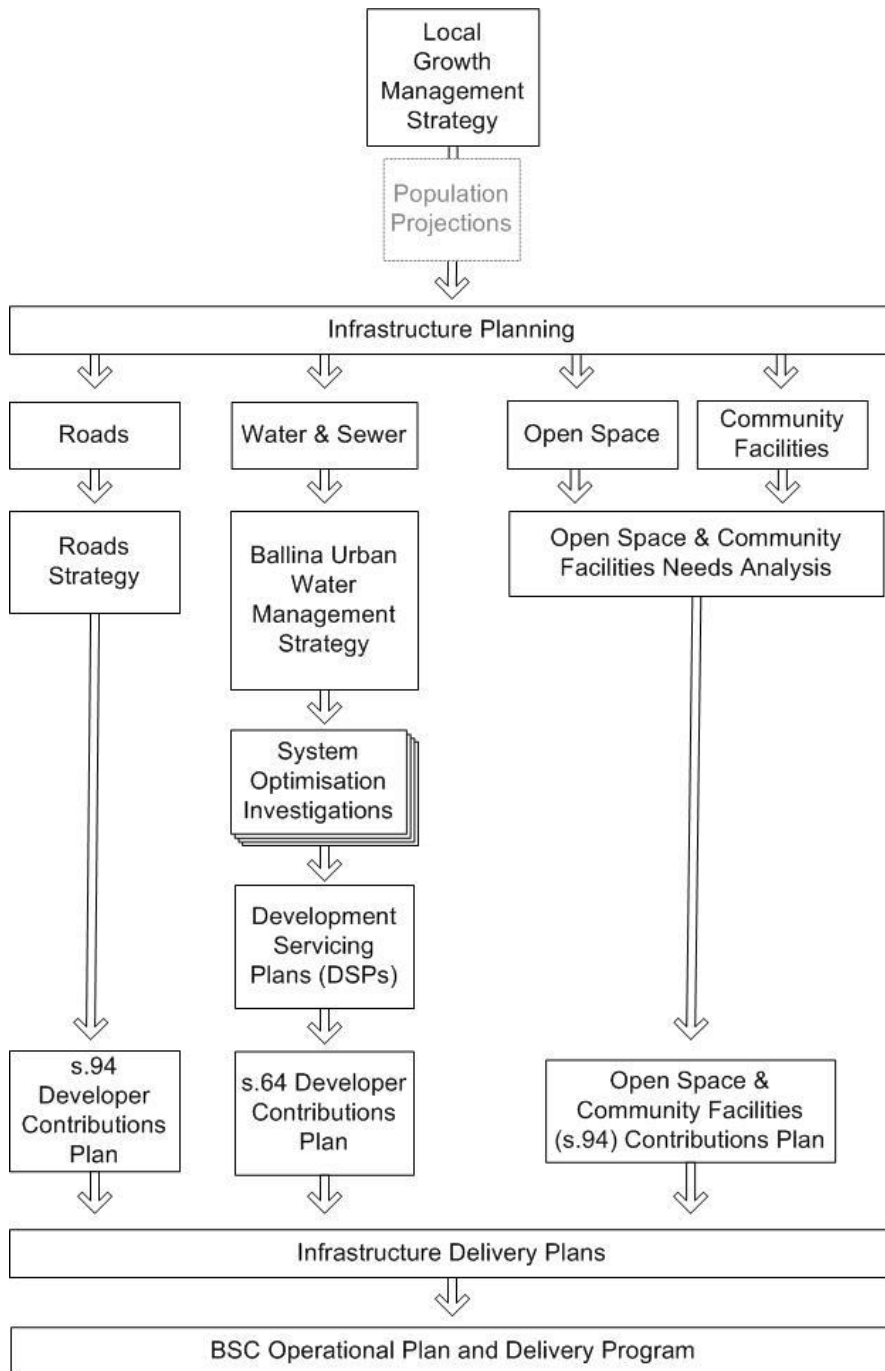 Local
Growth
Management
Strategy
Population
Projections
Infrastructure Planning
Roads
Water & Sewer
Open Space
Community
Facilities
Roads
Strategy
Ballina Urban
Water
Management
Strategy
Open Space & Community
Facilities Needs Analysis
System
Optimisation
Investigations
Development
Servicing
Plans (DSPs)
s.94
Developer
Contributions
Plan
s.64 Developer
Contributions
Plan
Open Space &
Community Facilities
(s.94) Contributions Plan
Infrastructure Delivery Plans
BSC Operational Plan and Delivery Program